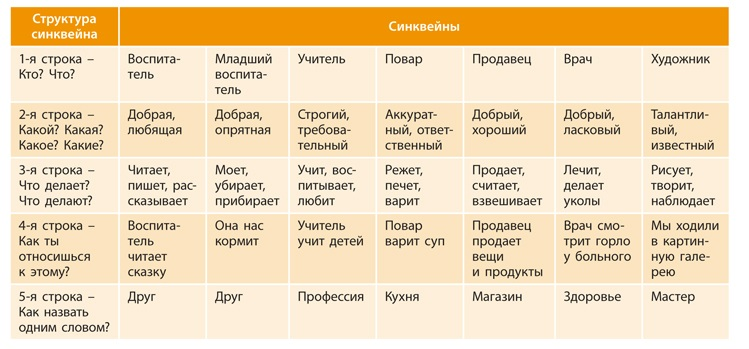 Структура синквейна
Синквейны
1-я строка – Кто? Что?
Воспита-тель
Младший воспита-тель
Учитель
Повар
Продавец
Врач
Художник
2-я строка – Какой? Какая? Какое? Какие?
Добрая, любящая
Добрая, опрятная
Строгий, требова-тельный
Аккурат-ный, ответ-ственный
Добрый, хороший
Добрый, ласковый
Талантли-вый, известный
3-я строка – Что делает? Что делают?
Читает, пишет, рас-сказывает
Моет, убирает, прибирает
Учит, вос-питывает, любит
Режет, печет, варит
Продает, считает, взвешивает
Лечит, делает уколы
Рисует, творит, наблюдает
4-я строка – Как ты относишься к этому?
Воспита-тель читает сказку
Она нас кормит
Учитель учит детей
Повар варит суп
Продавец продает вещи и продукты
Врач смо-трит горло у больного
Мы ходили в картин-ную гале-рею
5-я строка – Как назвать одним словом?
Друг
Друг
Профессия
Кухня
Магазин
Здоровье
Мастер